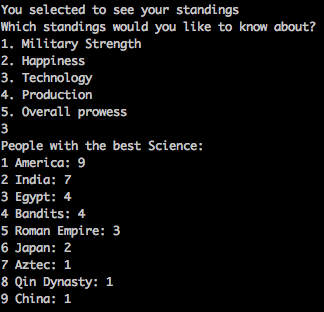 You selected to see your standings
Which standings would you like to know about?
1. Military Strength
2. Happiness
3. Technology
4. Production
5. Overall prowess
3
People with the best Science:
1 America: 9
2 India: 7
3 Egypt: 4
4 Bandits: 4
5 Roman Empire: 3
6 Japan: 2
7 Aztec: 1
8 Qin Dynasty: 1
9 China: 1